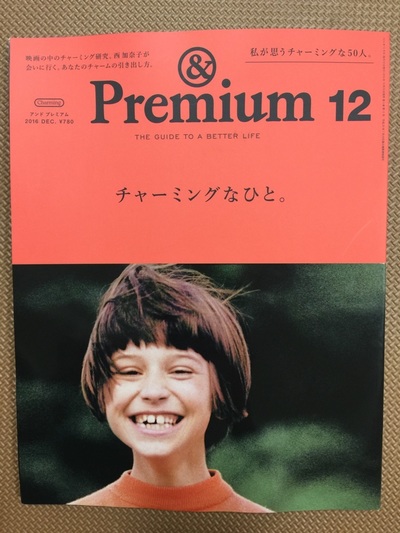 映画の中のチャーミング研究。西 加奈子が
会いに行く。あなたのチャームの引き出し方。
私が思うチャーミングな50人。
&
Premium 12
Charming
アンド プレミアム
2016 DEC. ¥780
THE GUIDE TO A BETTER LIFE
チャーミングなひと。